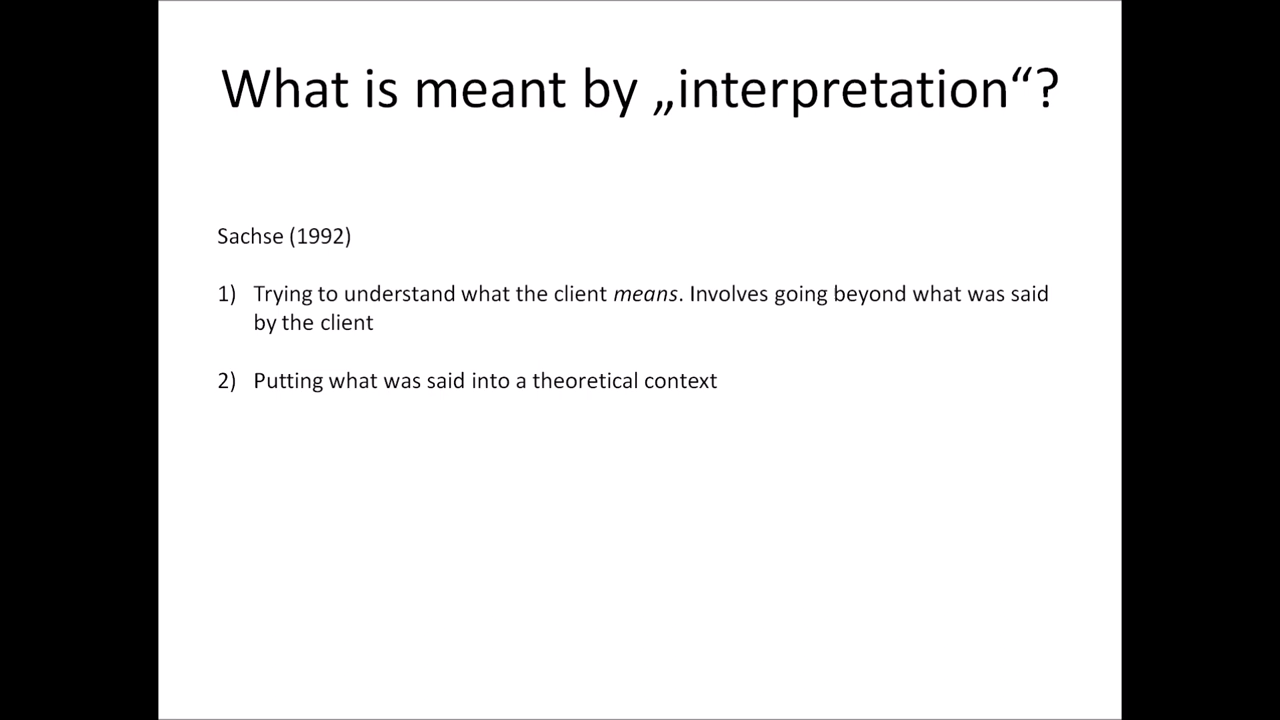 What is meant by „interpretation“?
Sachse (1992)
1) Trying to understand what the client means. Involves going beyond what was said
by the client
2) Putting what was said into a theoretical context